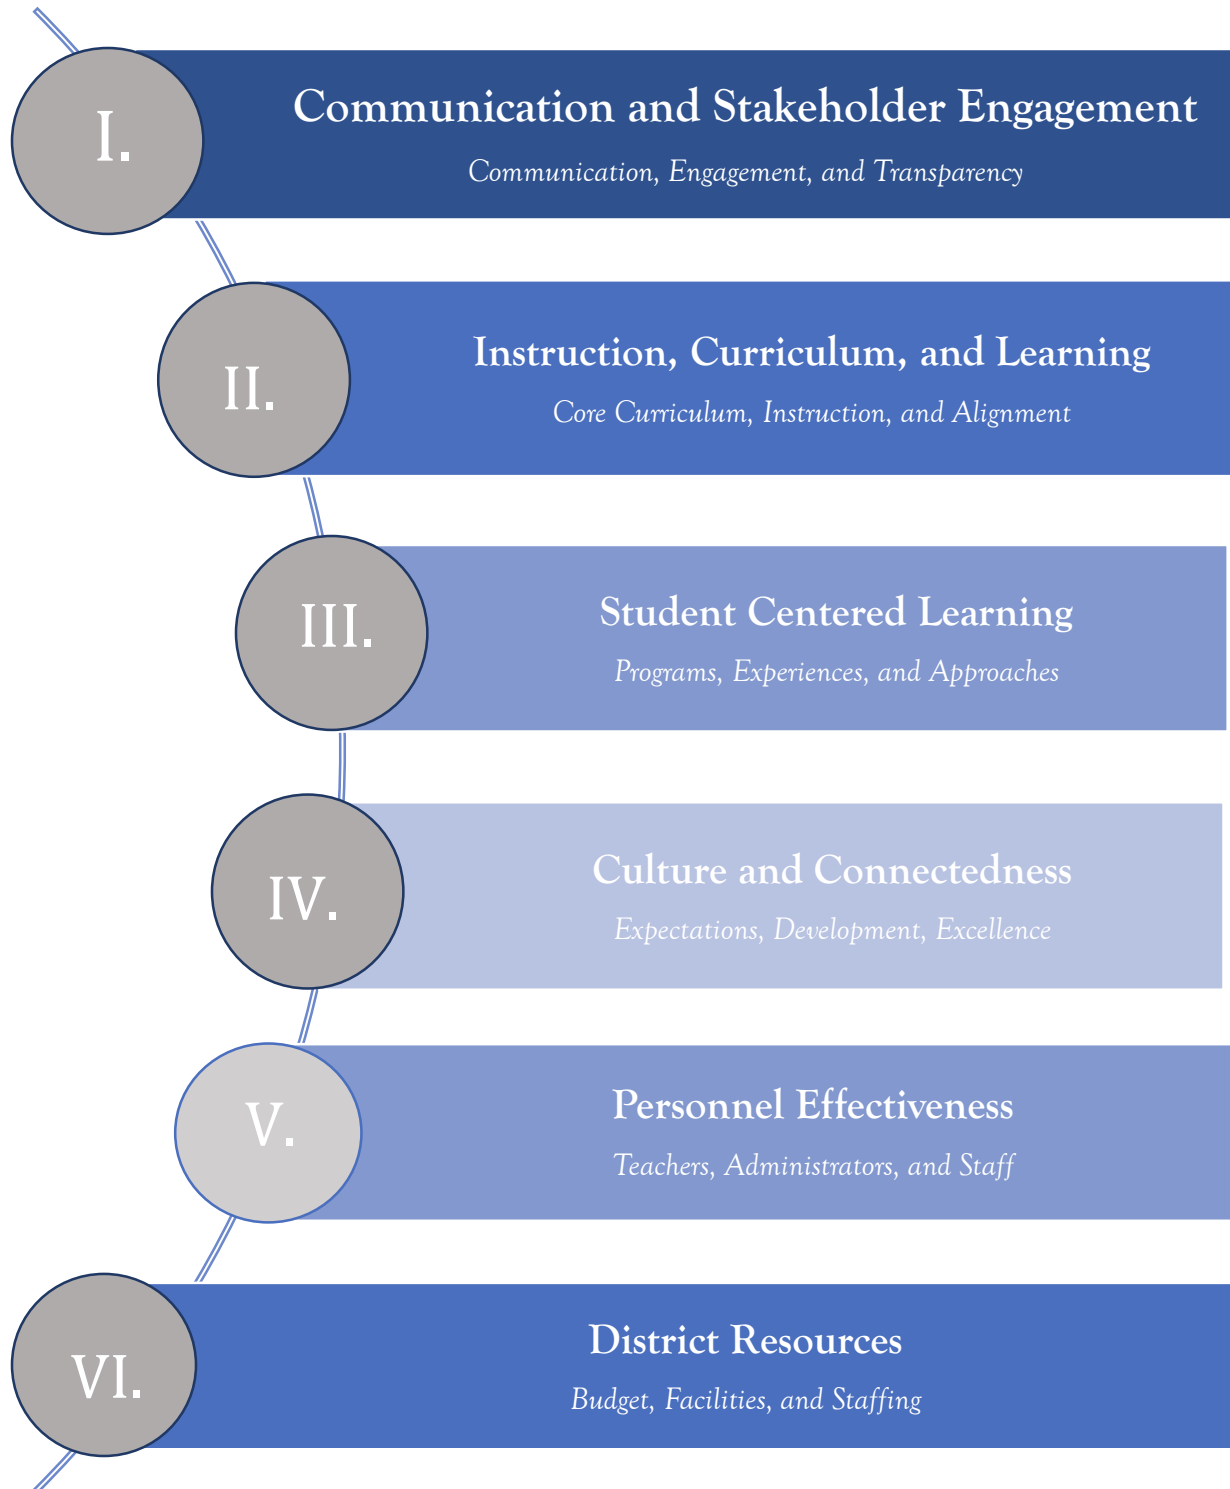 I.
Communication and Stakeholder Engagement
Communication, Engagement, and Transparency
II.
Instruction, Curriculum, and Learning
Core Curriculum, Instruction, and Alignment
III.
Student Centered Learning
Programs, Experiences, and Approaches
IV.
Culture and Connectedness
Expectations, Development, Excellence
V.
Personnel Effectiveness
Teachers, Administrators, and Staff
VI.
District Resources
Budget, Facilities, and Staffing